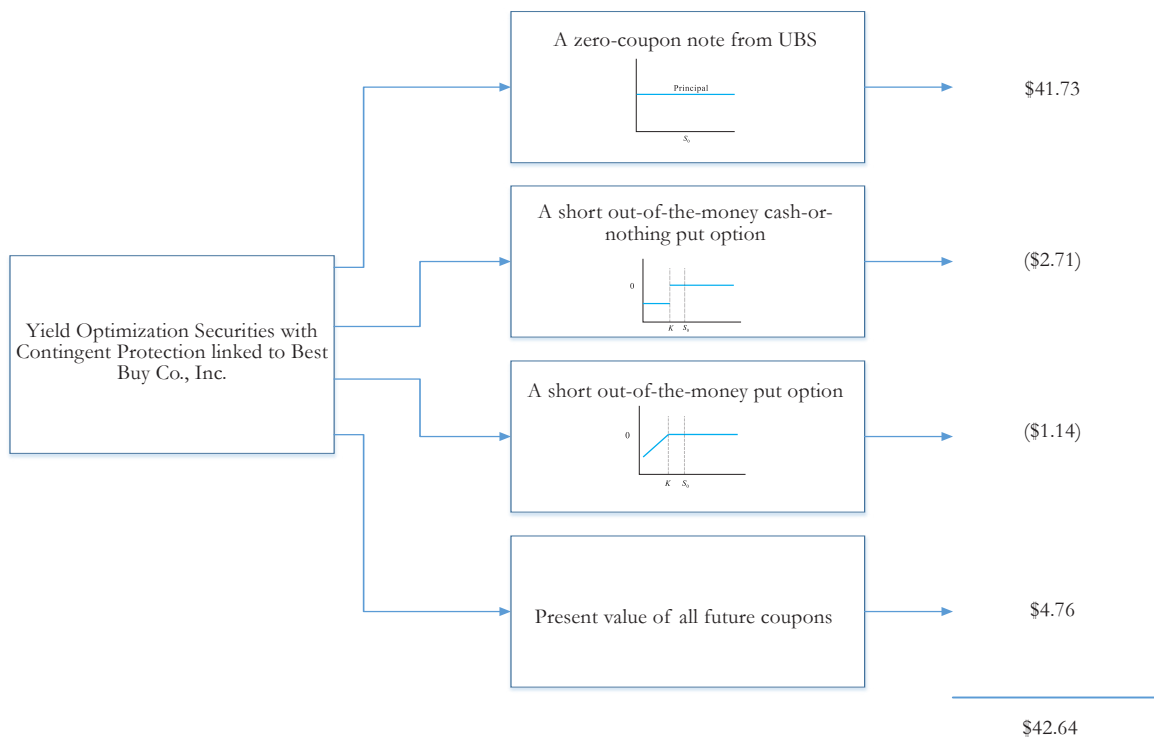 A zero-coupon note from UBS
Principal
S0
$41.73
A short out-of-the-money cash-or-
nothing put option
0
K
S0
($2.71)
Yield Optimization Securities with
Contingent Protection linked to Best
Buy Co., Inc.
A short out-of-the-money put option
0
K
S0
($1.14)
Present value of all future coupons
$4.76
$42.64